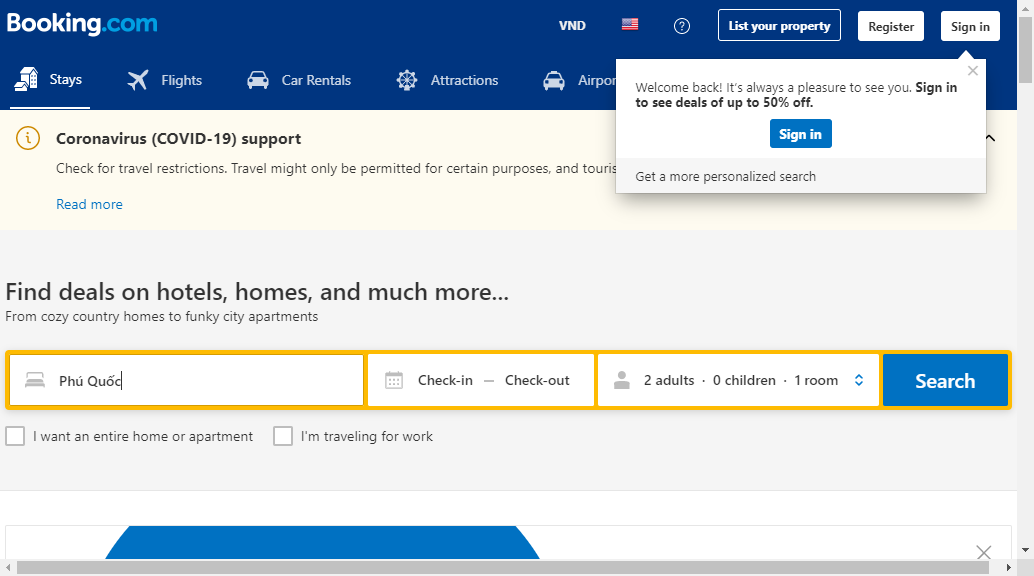 Booking.com
VND
List your property
Register
Sign in
Stays
Flights
Car Rentals
Attractions
Welcome back! It's always a pleasure to see you. Sign in
to see deals of up to 50% off.
Sign in
Get a more personalized search
Coronavirus (COVID-19) support
Check for travel restrictions. Travel might only be permitted for certain purposes, and
Read more
Find deals on hotels, homes, and much more...
From cozy country homes to funky city apartments
Phú Quốc
Check-in — Check-out
2 adults · 0 children · 1 room
Search
I want an entire home or apartment
I'm traveling for work